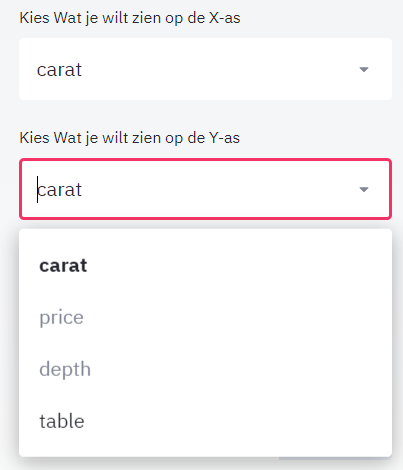 Kies Wat je wilt zien op de X-as
carat
Kies Wat je wilt zien op de Y-as
carat
carat
price
depth
table